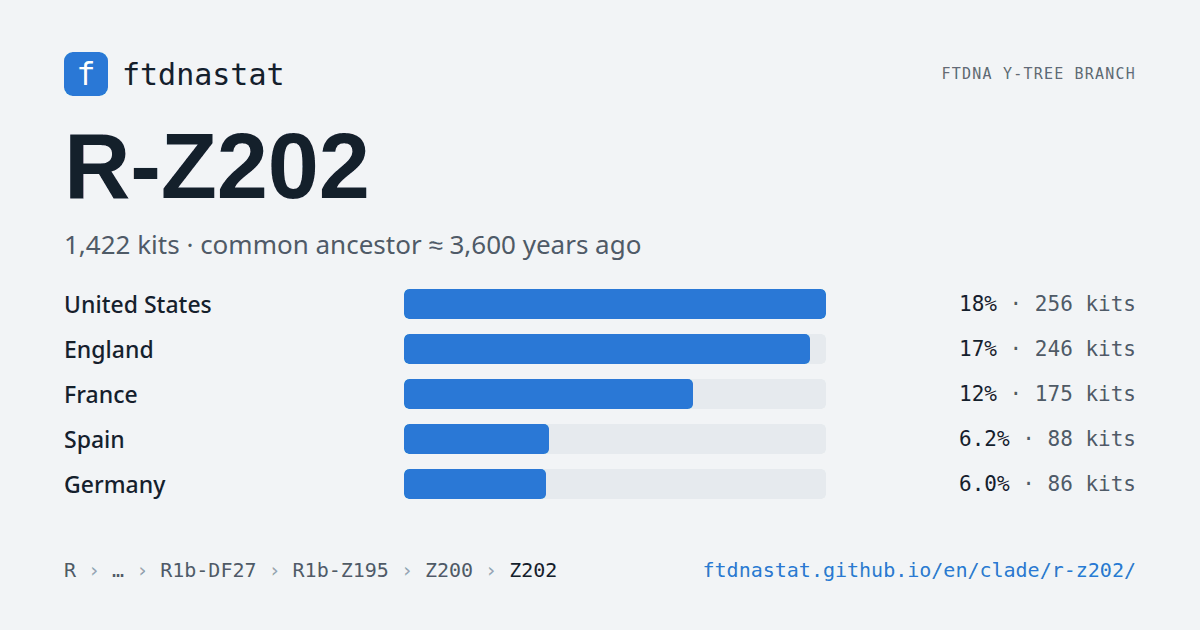 f ftdnastat
FTDNA Y-TREE BRANCH
R-Z202
1,422 kits · common ancestor ≈ 3,600 years ago
United States 18% · 256 kits
England 17% · 246 kits
France 12% · 175 kits
Spain 6.2% · 88 kits
Germany 6.0% · 86 kits
R › … › R1b-DF27 › R1b-Z195 › Z200 › Z202
ftdnastat.github.io/en/clade/r-z202/